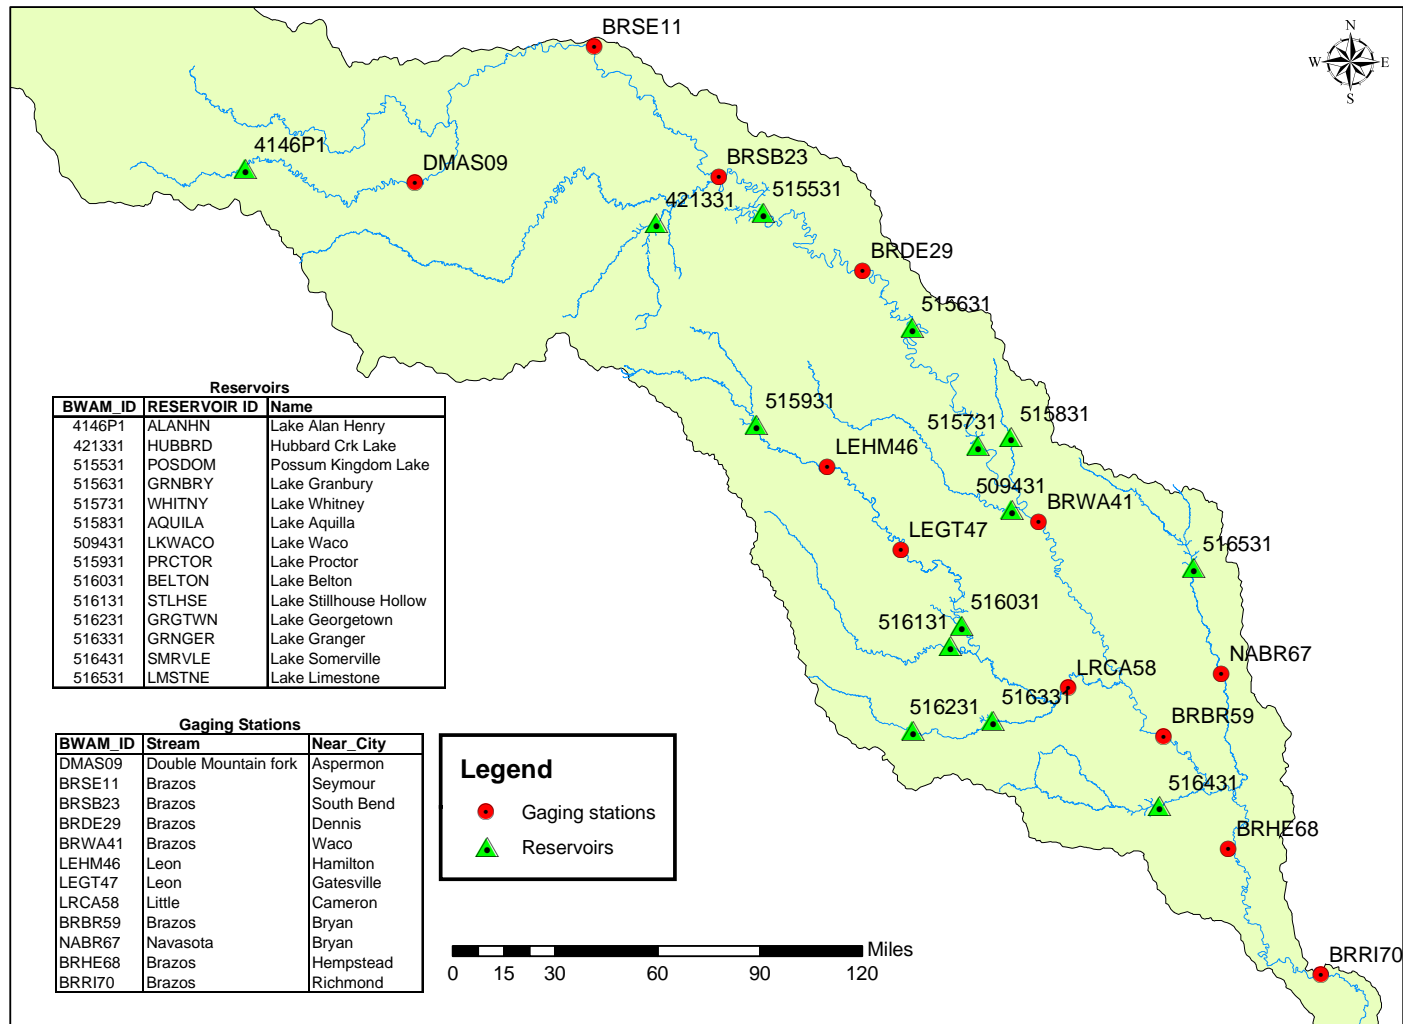 BRSE11
N
W
E
S
4146P1
DMAS09
BRSB23
421331
515531
BRDE29
515631
515931
LEHM46
515731
515831
509431
BRWA41
LEGT47
516531
516031
516131
NABR67
LRCA58
516231
516331
BRBR59
516431
BRHE68
BRRI70
Reservoirs
BWAM_ID RESERVOIR ID Name
4146P1 ALANHN Lake Alan Henry
421331 HUBBRD Hubbard Crk Lake
515531 POSDOM Possum Kingdom Lake
515631 GRNBRY Lake Granbury
515731 WHITNY Lake Whitney
515831 AQUILA Lake Aquilla
509431 LKWACO Lake Waco
515931 PRCTOR Lake Proctor
516031 BELTON Lake Belton
516131 STLHSE Lake Stillhouse Hollow
516231 GRGTWN Lake Georgetown
516331 GRNGER Lake Granger
516431 SMRVLE Lake Somerville
516531 LMSTNE Lake Limestone
Gaging Stations
BWAM_ID Stream Near_City
DMAS09 Double Mountain fork Aspermon
BRSE11 Brazos Seymour
BRSB23 Brazos South Bend
BRDE29 Brazos Dennis
BRWA41 Brazos Waco
LEHM46 Leon Hamilton
LEGT47 Leon Gatesville
LRCA58 Little Cameron
BRBR59 Brazos Bryan
NABR67 Navasota Bryan
BRHE68 Brazos Hempstead
BRRI70 Brazos Richmond
Legend
Gaging stations
Reservoirs
Miles
0 15 30 60 90 120